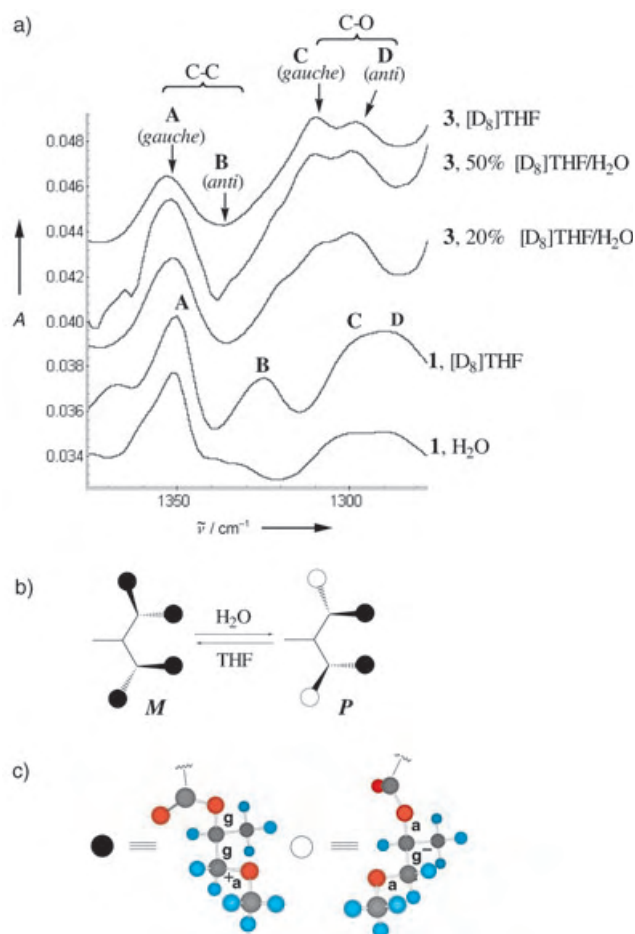 a)
C-O
C
(gauche)
D
(anti)
C-C
A
(gauche)
B
(anti)
3, [D₈]THF
3, 50% [D₈]THF/H₂O
3, 20% [D₈]THF/H₂O
A
B
C D
1, [D₈]THF
1, H₂O
0.048
0.046
0.044
A
0.042
0.040
0.038
0.036
0.034
1350
1300
ṽ / cm⁻¹
b)
H₂O
THF
M
P
c)
g
g
+a
a
g⁻
a